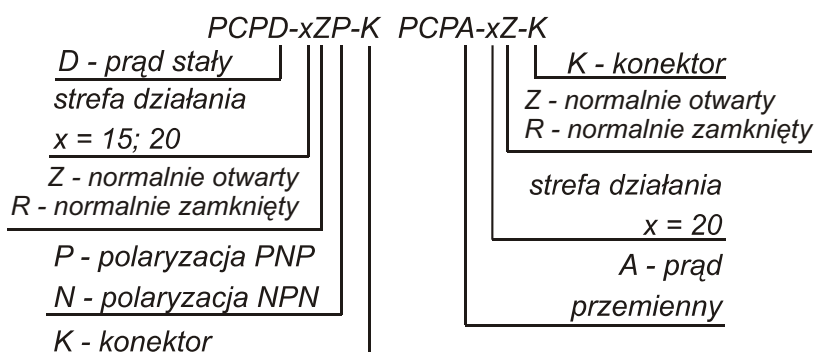 PCPD-xZP-K PCPA-xZ-K
D - prąd stały
strefa działania
x = 15; 20
Z - normalnie otwarty
R - normalnie zamknięty
P - polaryzacja PNP
N - polaryzacja NPN
K - konektor
K - konektor
Z - normalnie otwarty
R - normalnie zamknięty
strefa działania
x = 20
A - prąd
przemienny